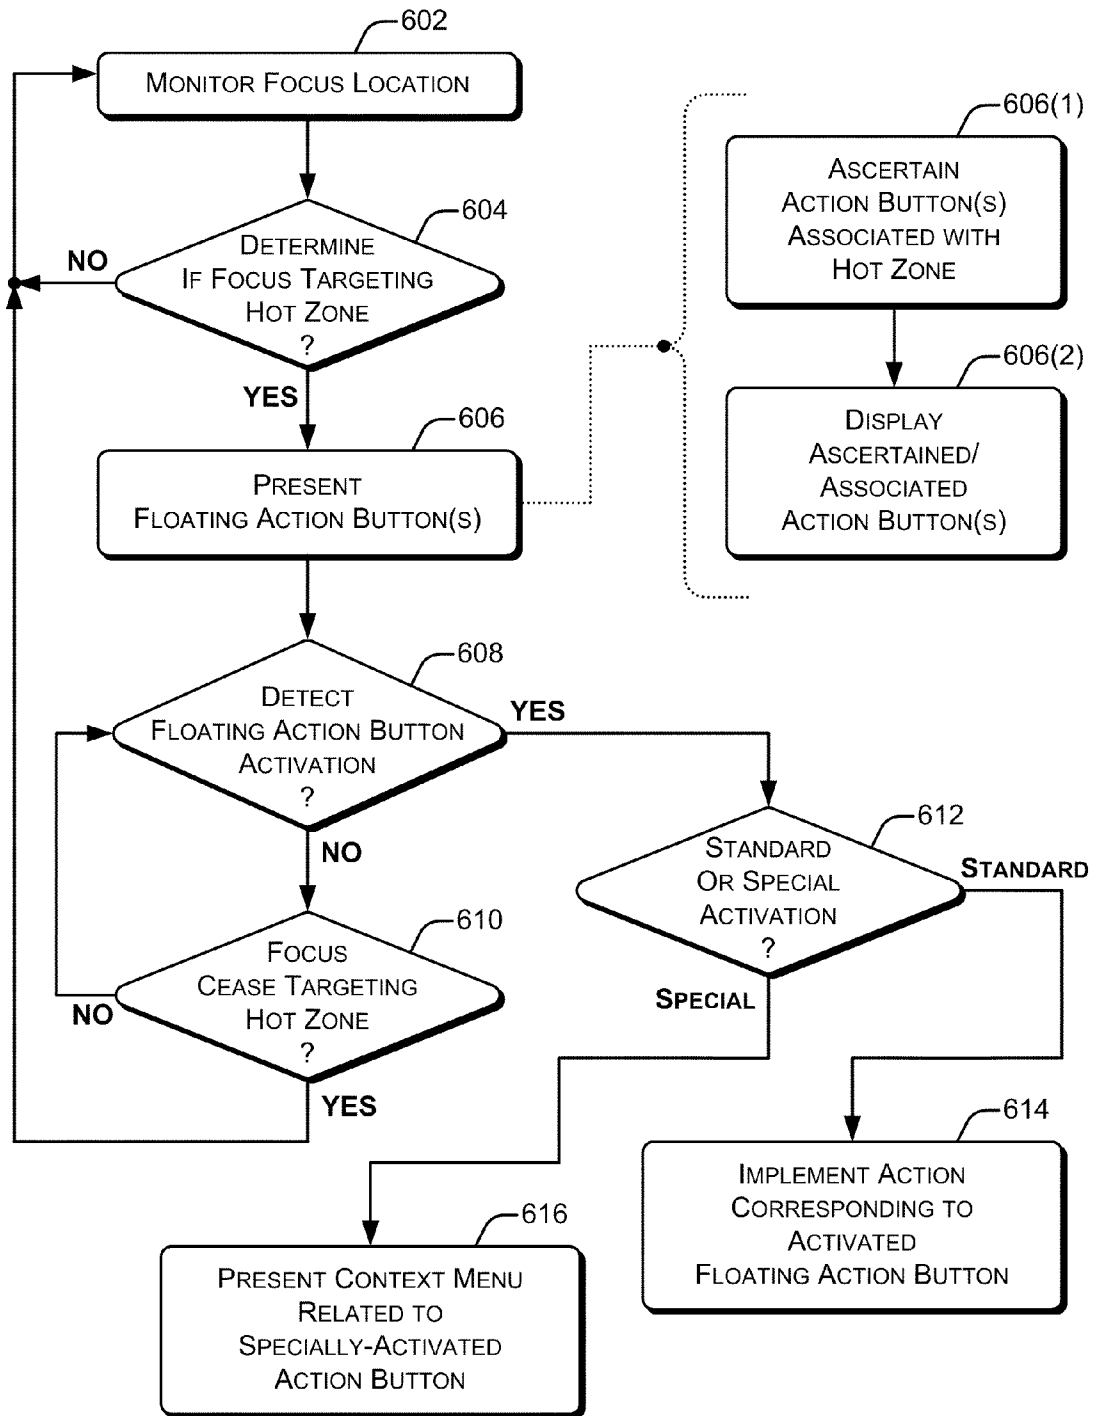 602
MONITOR FOCUS LOCATION
604
DETERMINE
IF FOCUS TARGETING
HOT ZONE
?
NO
YES
606
PRESENT
FLOATING ACTION BUTTON(S)
606(1)
ASCERTAIN
ACTION BUTTON(S)
ASSOCIATED WITH
HOT ZONE
606(2)
DISPLAY
ASCERTAINED/
ASSOCIATED
ACTION BUTTON(S)
608
DETECT
FLOATING ACTION BUTTON
ACTIVATION
?
YES
NO
610
FOCUS
CEASE TARGETING
HOT ZONE
?
NO
YES
612
STANDARD
OR SPECIAL
ACTIVATION
?
STANDARD
SPECIAL
614
IMPLEMENT ACTION
CORRESPONDING TO
ACTIVATED
FLOATING ACTION BUTTON
616
PRESENT CONTEXT MENU
RELATED TO
SPECIALLY-ACTIVATED
ACTION BUTTON